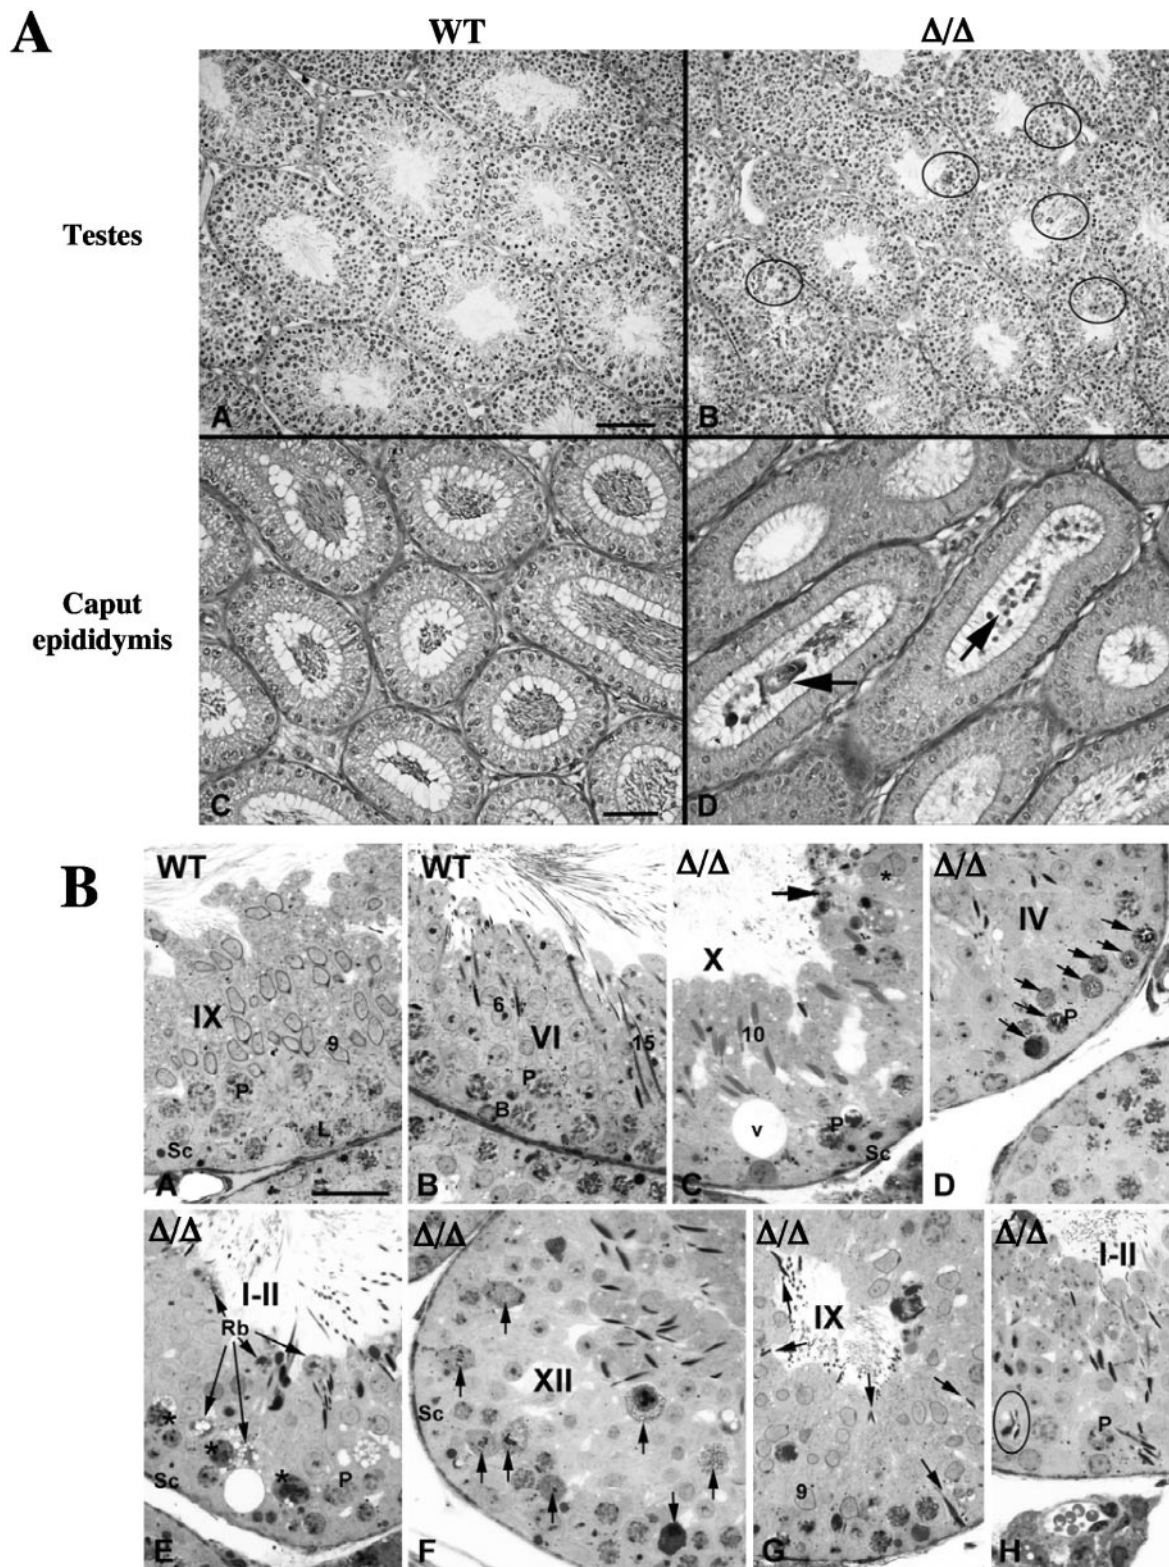 A
WT Δ/Δ
Testes
A B
Caput
epididymis
C D
B
WT WT Δ/Δ Δ/Δ
* IV
X
IX 6 10 P
9 VI 15
P P v P
B
Sc L Sc
A B C D
Δ/Δ Δ/Δ Δ/Δ Δ/Δ
I-II I-II
Rb IX
XII
* Sc
* P
Sc * P 9
E F G H